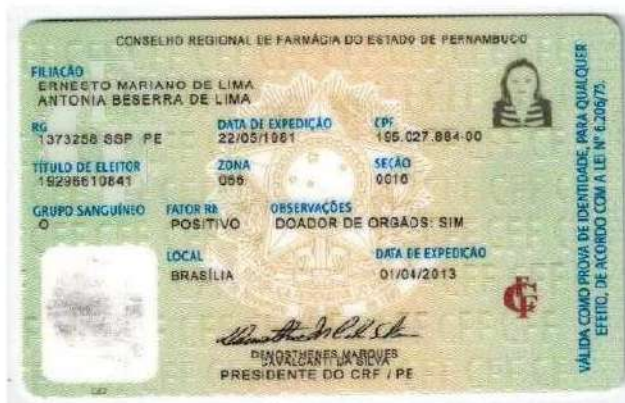 CONSELHO REGIONAL DE FARMÁCIA DO ESTADO DE PERNAMBUCO
FILIAÇÃO
ERNESTO MARIANO DE LIMA
ANTONIA BESERRA DE LIMA
RG DATA DE EXPEDIÇÃO CPF
1373256 SSP PE 22/05/1981 195.027.884-00
TÍTULO DE ELEITOR ZONA SEÇÃO
19296610841 066 0016
GRUPO SANGUÍNEO FATOR RH OBSERVAÇÕES
O POSITIVO DOADOR DE ORGÃOS: SIM
LOCAL DATA DE EXPEDIÇÃO
BRASÍLIA 01/04/2013
DENOSTHENES MARQUES
CAVALCANTI DA SILVA
PRESIDENTE DO CRF / PE
VÁLIDA COMO PROVA DE IDENTIDADE, PARA QUALQUER
EFEITO, DE ACORDO COM A LEI Nº 6.206/75.